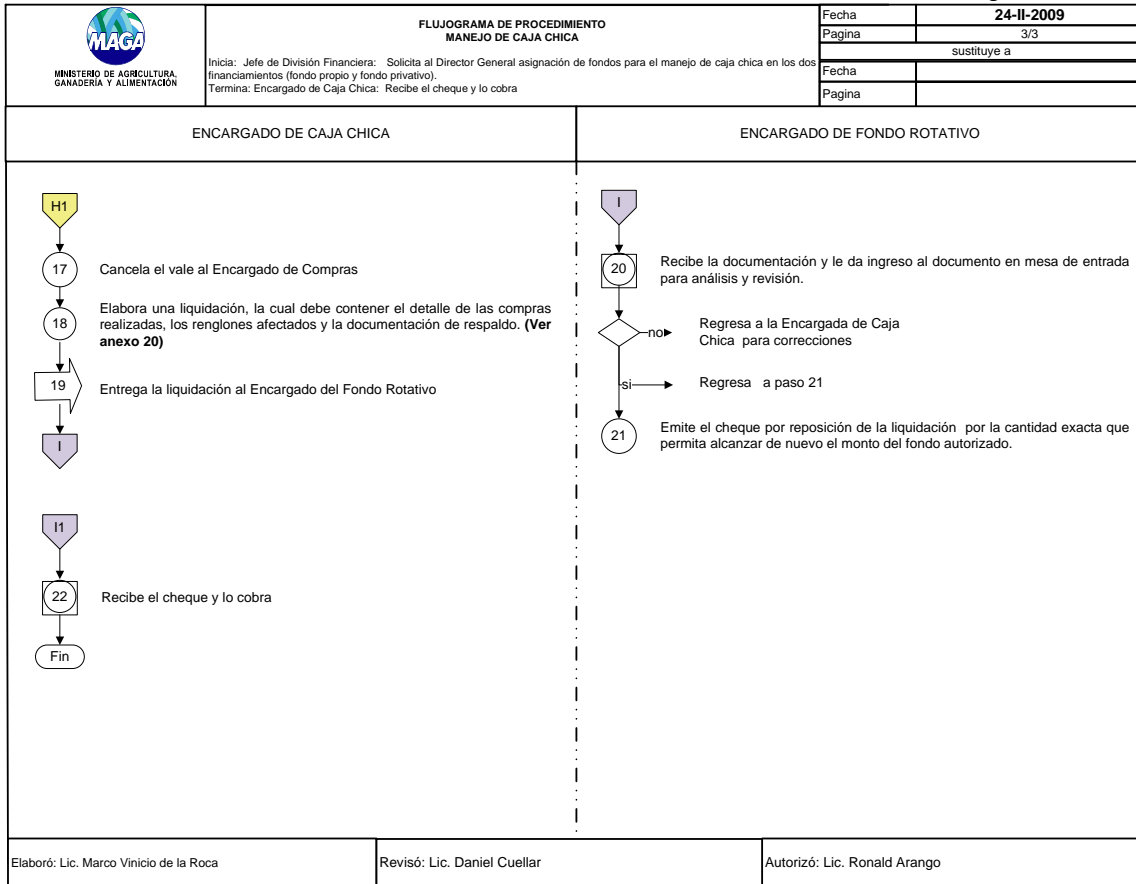 MAGA
MINISTERIO DE AGRICULTURA,
GANADERÍA Y ALIMENTACIÓN
FLUJOGRAMA DE PROCEDIMIENTO
MANEJO DE CAJA CHICA
Inicia: Jefe de División Financiera: Solicita al Director General asignación de fondos para el manejo de caja chica en los dos
financiamientos (fondo propio y fondo privativo).
Termina: Encargado de Caja Chica: Recibe el cheque y lo cobra
Fecha 24-II-2009
Pagina 3/3
sustituye a
Fecha
Pagina
ENCARGADO DE CAJA CHICA
ENCARGADO DE FONDO ROTATIVO
H1
17 Cancela el vale al Encargado de Compras
18 Elabora una liquidación, la cual debe contener el detalle de las compras
realizadas, los renglones afectados y la documentación de respaldo. (Ver
anexo 20)
19 Entrega la liquidación al Encargado del Fondo Rotativo
I
I1
22 Recibe el cheque y lo cobra
Fin
I
20 Recibe la documentación y le da ingreso al documento en mesa de entrada
para análisis y revisión.
no Regresa a la Encargada de Caja
Chica para correcciones
si Regresa a paso 21
21 Emite el cheque por reposición de la liquidación por la cantidad exacta que
permita alcanzar de nuevo el monto del fondo autorizado.
Elaboró: Lic. Marco Vinicio de la Roca
Revisó: Lic. Daniel Cuellar
Autorizó: Lic. Ronald Arango